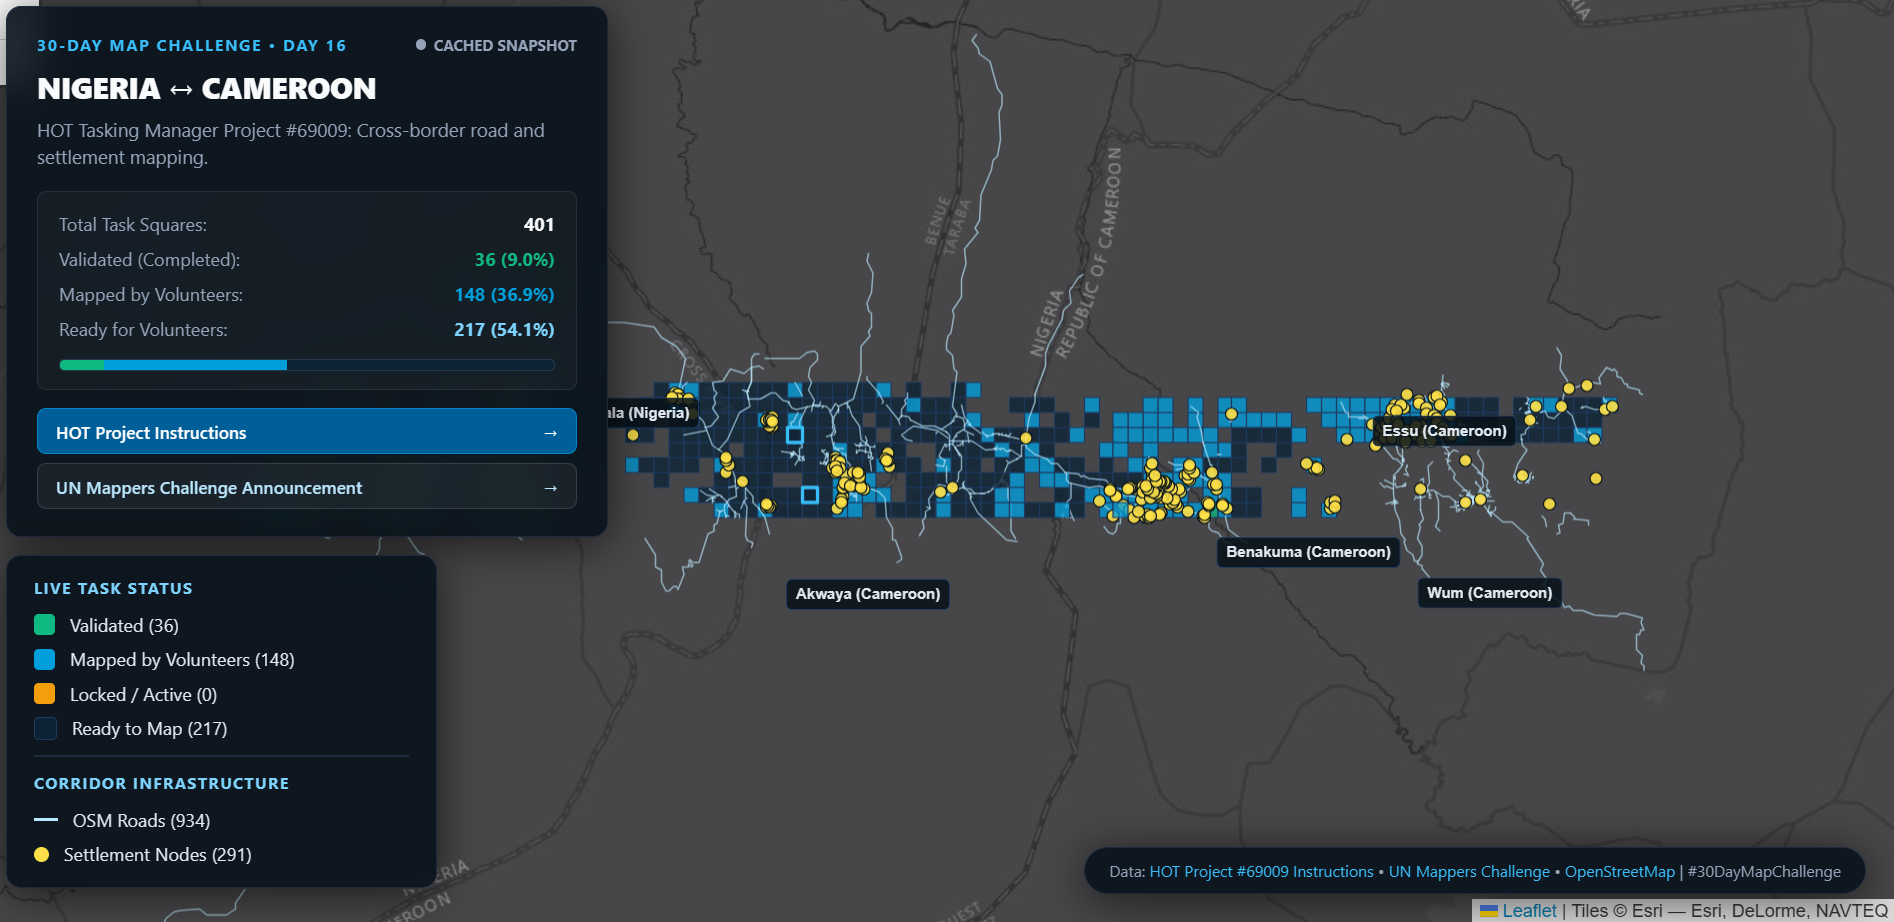 30-DAY MAP CHALLENGE • DAY 16
CACHED SNAPSHOT
NIGERIA ↔ CAMEROON
HOT Tasking Manager Project #69009: Cross-border road and
settlement mapping.
Total Task Squares: 401
Validated (Completed): 36 (9.0%)
Mapped by Volunteers: 148 (36.9%)
Ready for Volunteers: 217 (54.1%)
HOT Project Instructions →
UN Mappers Challenge Announcement →
LIVE TASK STATUS
Validated (36)
Mapped by Volunteers (148)
Locked / Active (0)
Ready to Map (217)
CORRIDOR INFRASTRUCTURE
OSM Roads (934)
Settlement Nodes (291)
BENUE
TARABA
NIGERIA
REPUBLIC OF CAMEROON
CROSS
(Nigeria)
Essu (Cameroon)
Benakuma (Cameroon)
Akwaya (Cameroon)
Wum (Cameroon)
Data: HOT Project #69009 Instructions • UN Mappers Challenge • OpenStreetMap | #30DayMapChallenge
Leaflet | Tiles © Esri — Esri, DeLorme, NAVTEQ